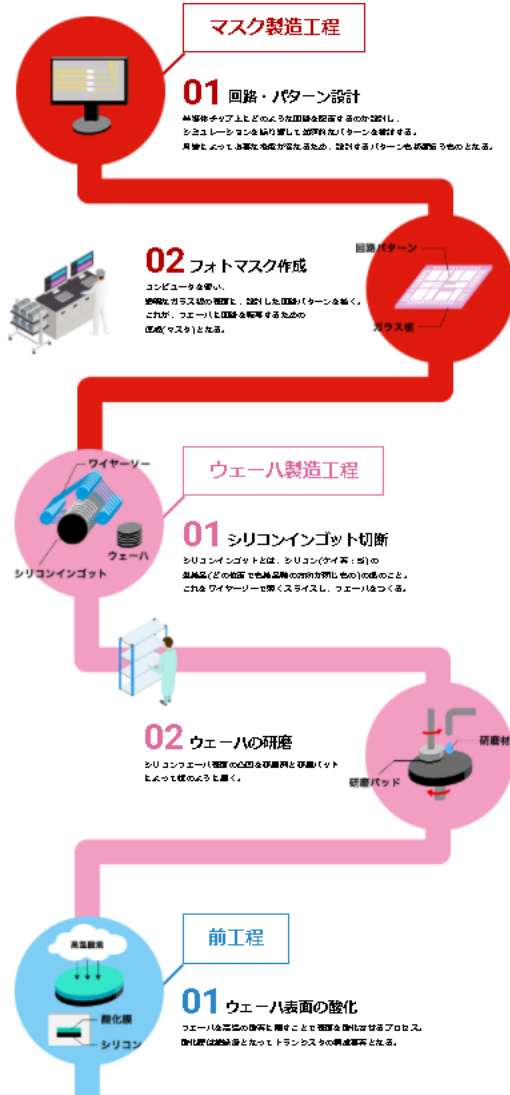 マスク製造工程
01 回路・パターン設計
半導体チップ上にどのような回路を配置するのか設計し、
シミュレーションを繰り返して効率的なパターンを検討する。
用途によって必要な機能が異なるため、設計するパターンも都度違うものとなる。
回路パターン
ガラス板
02 フォトマスク作成
コンピュータを使い、
透明なガラス板の表面に、設計した回路パターンを描く。
これが、ウェーハに回路を転写するための
原版(マスタ)となる。
ウェーハ製造工程
ワイヤーソー
ウェーハ
シリコンインゴット
01 シリコンインゴット切断
シリコンインゴットとは、シリコン(ケイ素：Si)の
単結晶(どの位置でも結晶軸の方向が同じもの)の塊のこと。
これをワイヤーソーで薄くスライスし、ウェーハをつくる。
02 ウェーハの研磨
シリコンウェーハ表面の凸凹を研磨剤と研磨パット
によって鏡のように磨く。
研磨材
研磨パッド
前工程
高温酸素
酸化膜
シリコン
01 ウェーハ表面の酸化
ウェーハを高温の酸素に晒すことで表面を酸化させるプロセス。
酸化膜は絶縁層となってトランジスタの構成要素となる。